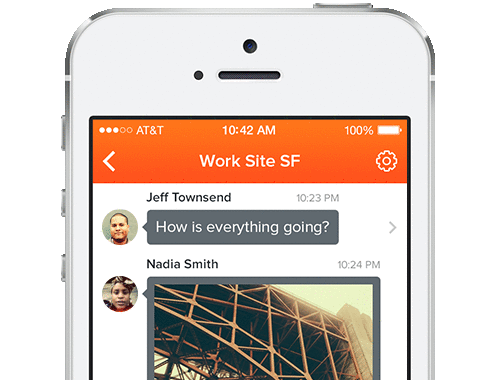 AT&T 10:42 AM 100%
Work Site SF
Jeff Townsend 10:23 PM
How is everything going?
Nadia Smith 10:24 PM